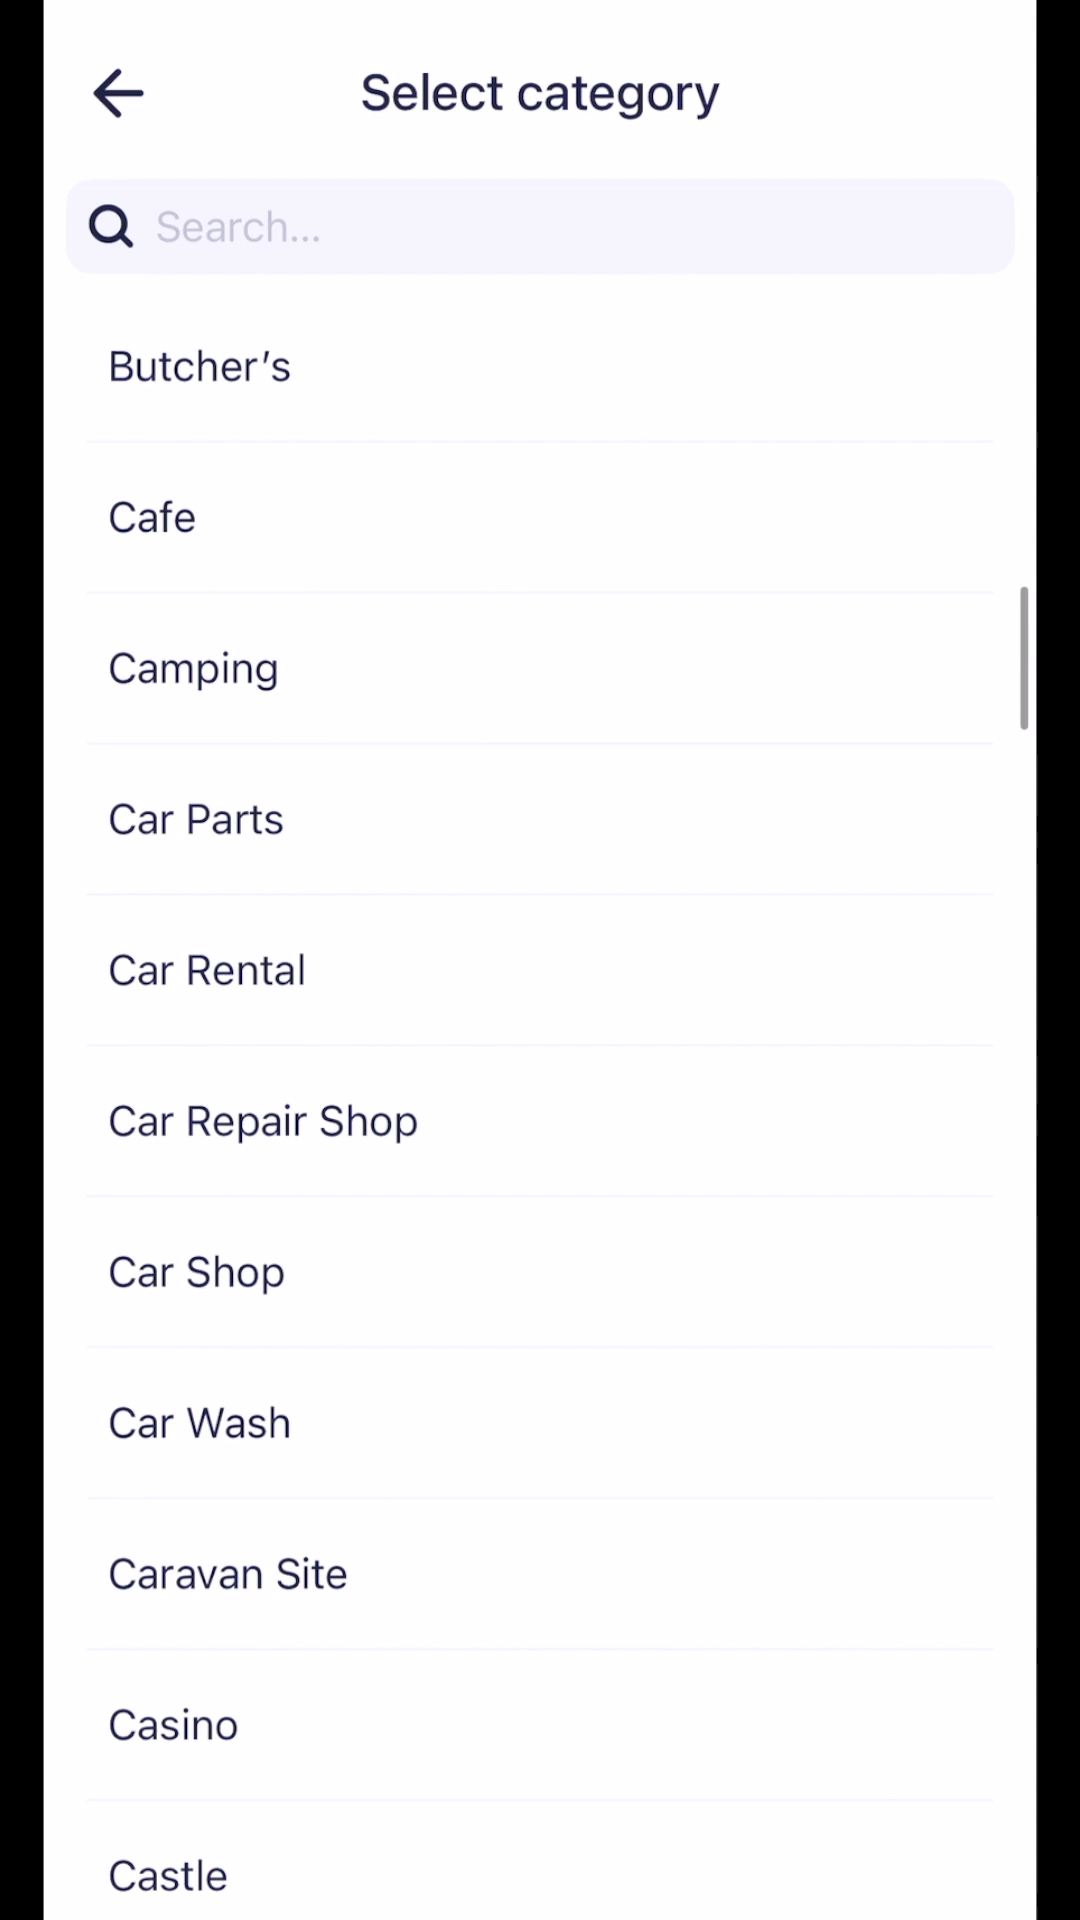 Select category
Search...
Butcher’s
Cafe
Camping
Car Parts
Car Rental
Car Repair Shop
Car Shop
Car Wash
Caravan Site
Casino
Castle